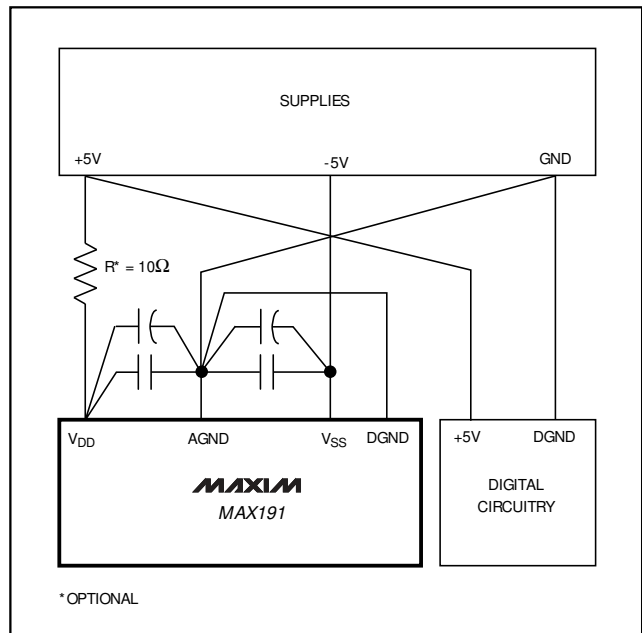 SUPPLIES
+5V -5V GND
R* = 10Ω
VDD AGND VSS DGND
+5V DGND
MAXIM
MAX191
DIGITAL
CIRCUITRY
* OPTIONAL